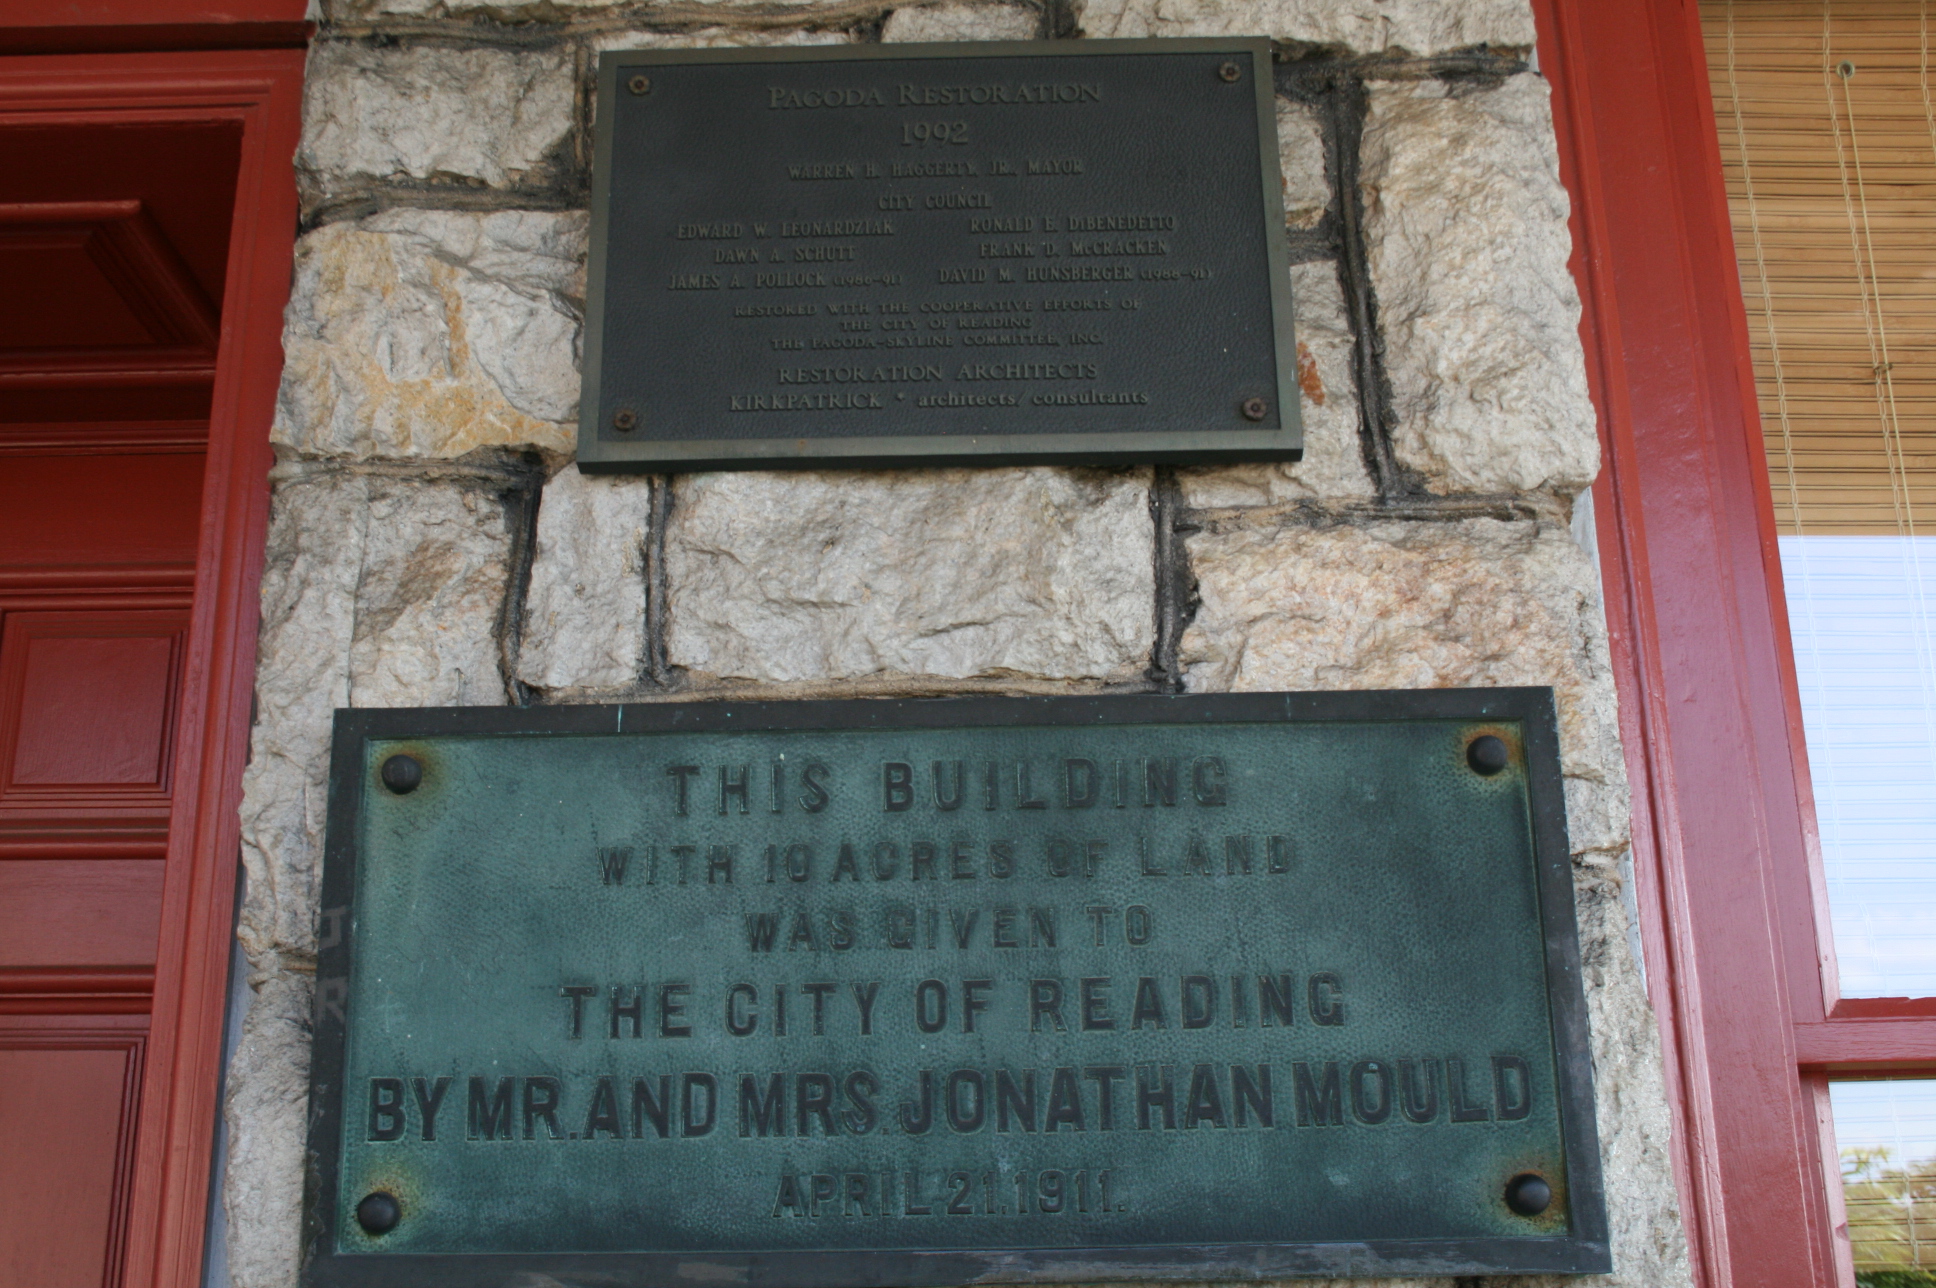 PAGODA RESTORATION
1992
WARREN H. HAGGERTY, JR., MAYOR
CITY COUNCIL
EDWARD W. LEONARDZIAK RONALD E. DiBENEDETTO
DAWN A. SCHUTT FRANK D. McCRACKEN
JAMES A. POLLOCK (1986-91) DAVID M. HUNSBERGER (1988-91)
RESTORED WITH THE COOPERATIVE EFFORTS OF
THE CITY OF READING
THE PAGODA-SKYLINE COMMITTEE, INC.
RESTORATION ARCHITECTS
KIRKPATRICK • architects/consultants
THIS BUILDING
WITH 10 ACRES OF LAND
WAS GIVEN TO
THE CITY OF READING
BY MR. AND MRS. JONATHAN MOULD
APRIL 21. 1911.